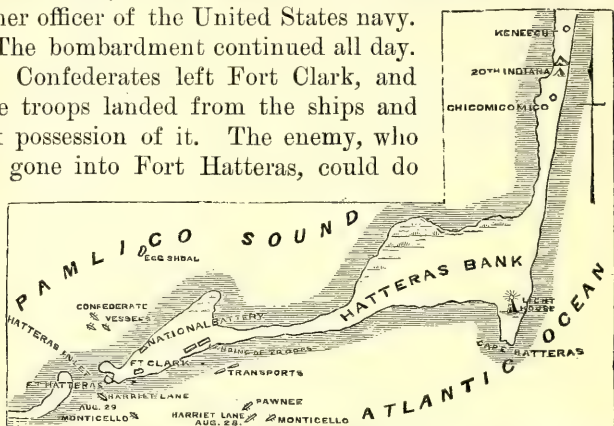 ner officer of the United States navy.
The bombardment continued all day.
Confederates left Fort Clark, and
e troops landed from the ships and
possession of it. The enemy, who
gone into Fort Hatteras, could do
KENEECU
20TH INDIANA
CHICOMICOMICO
PAMLICO SOUND
EGG SHOAL
HATTERAS BANK
LIGHT
HOUSE
CAPE HATTERAS
ATLANTIC OCEAN
CONFEDERATE
VESSELS
NATIONAL BATTERY
HATTERAS INLET
FT CLARK
OF TROOPS
TRANSPORTS
FT HATTERAS
HARRIET LANE
AUG. 29
MONTICELLO
PAWNEE
HARRIET LANE
AUG. 28.
MONTICELLO